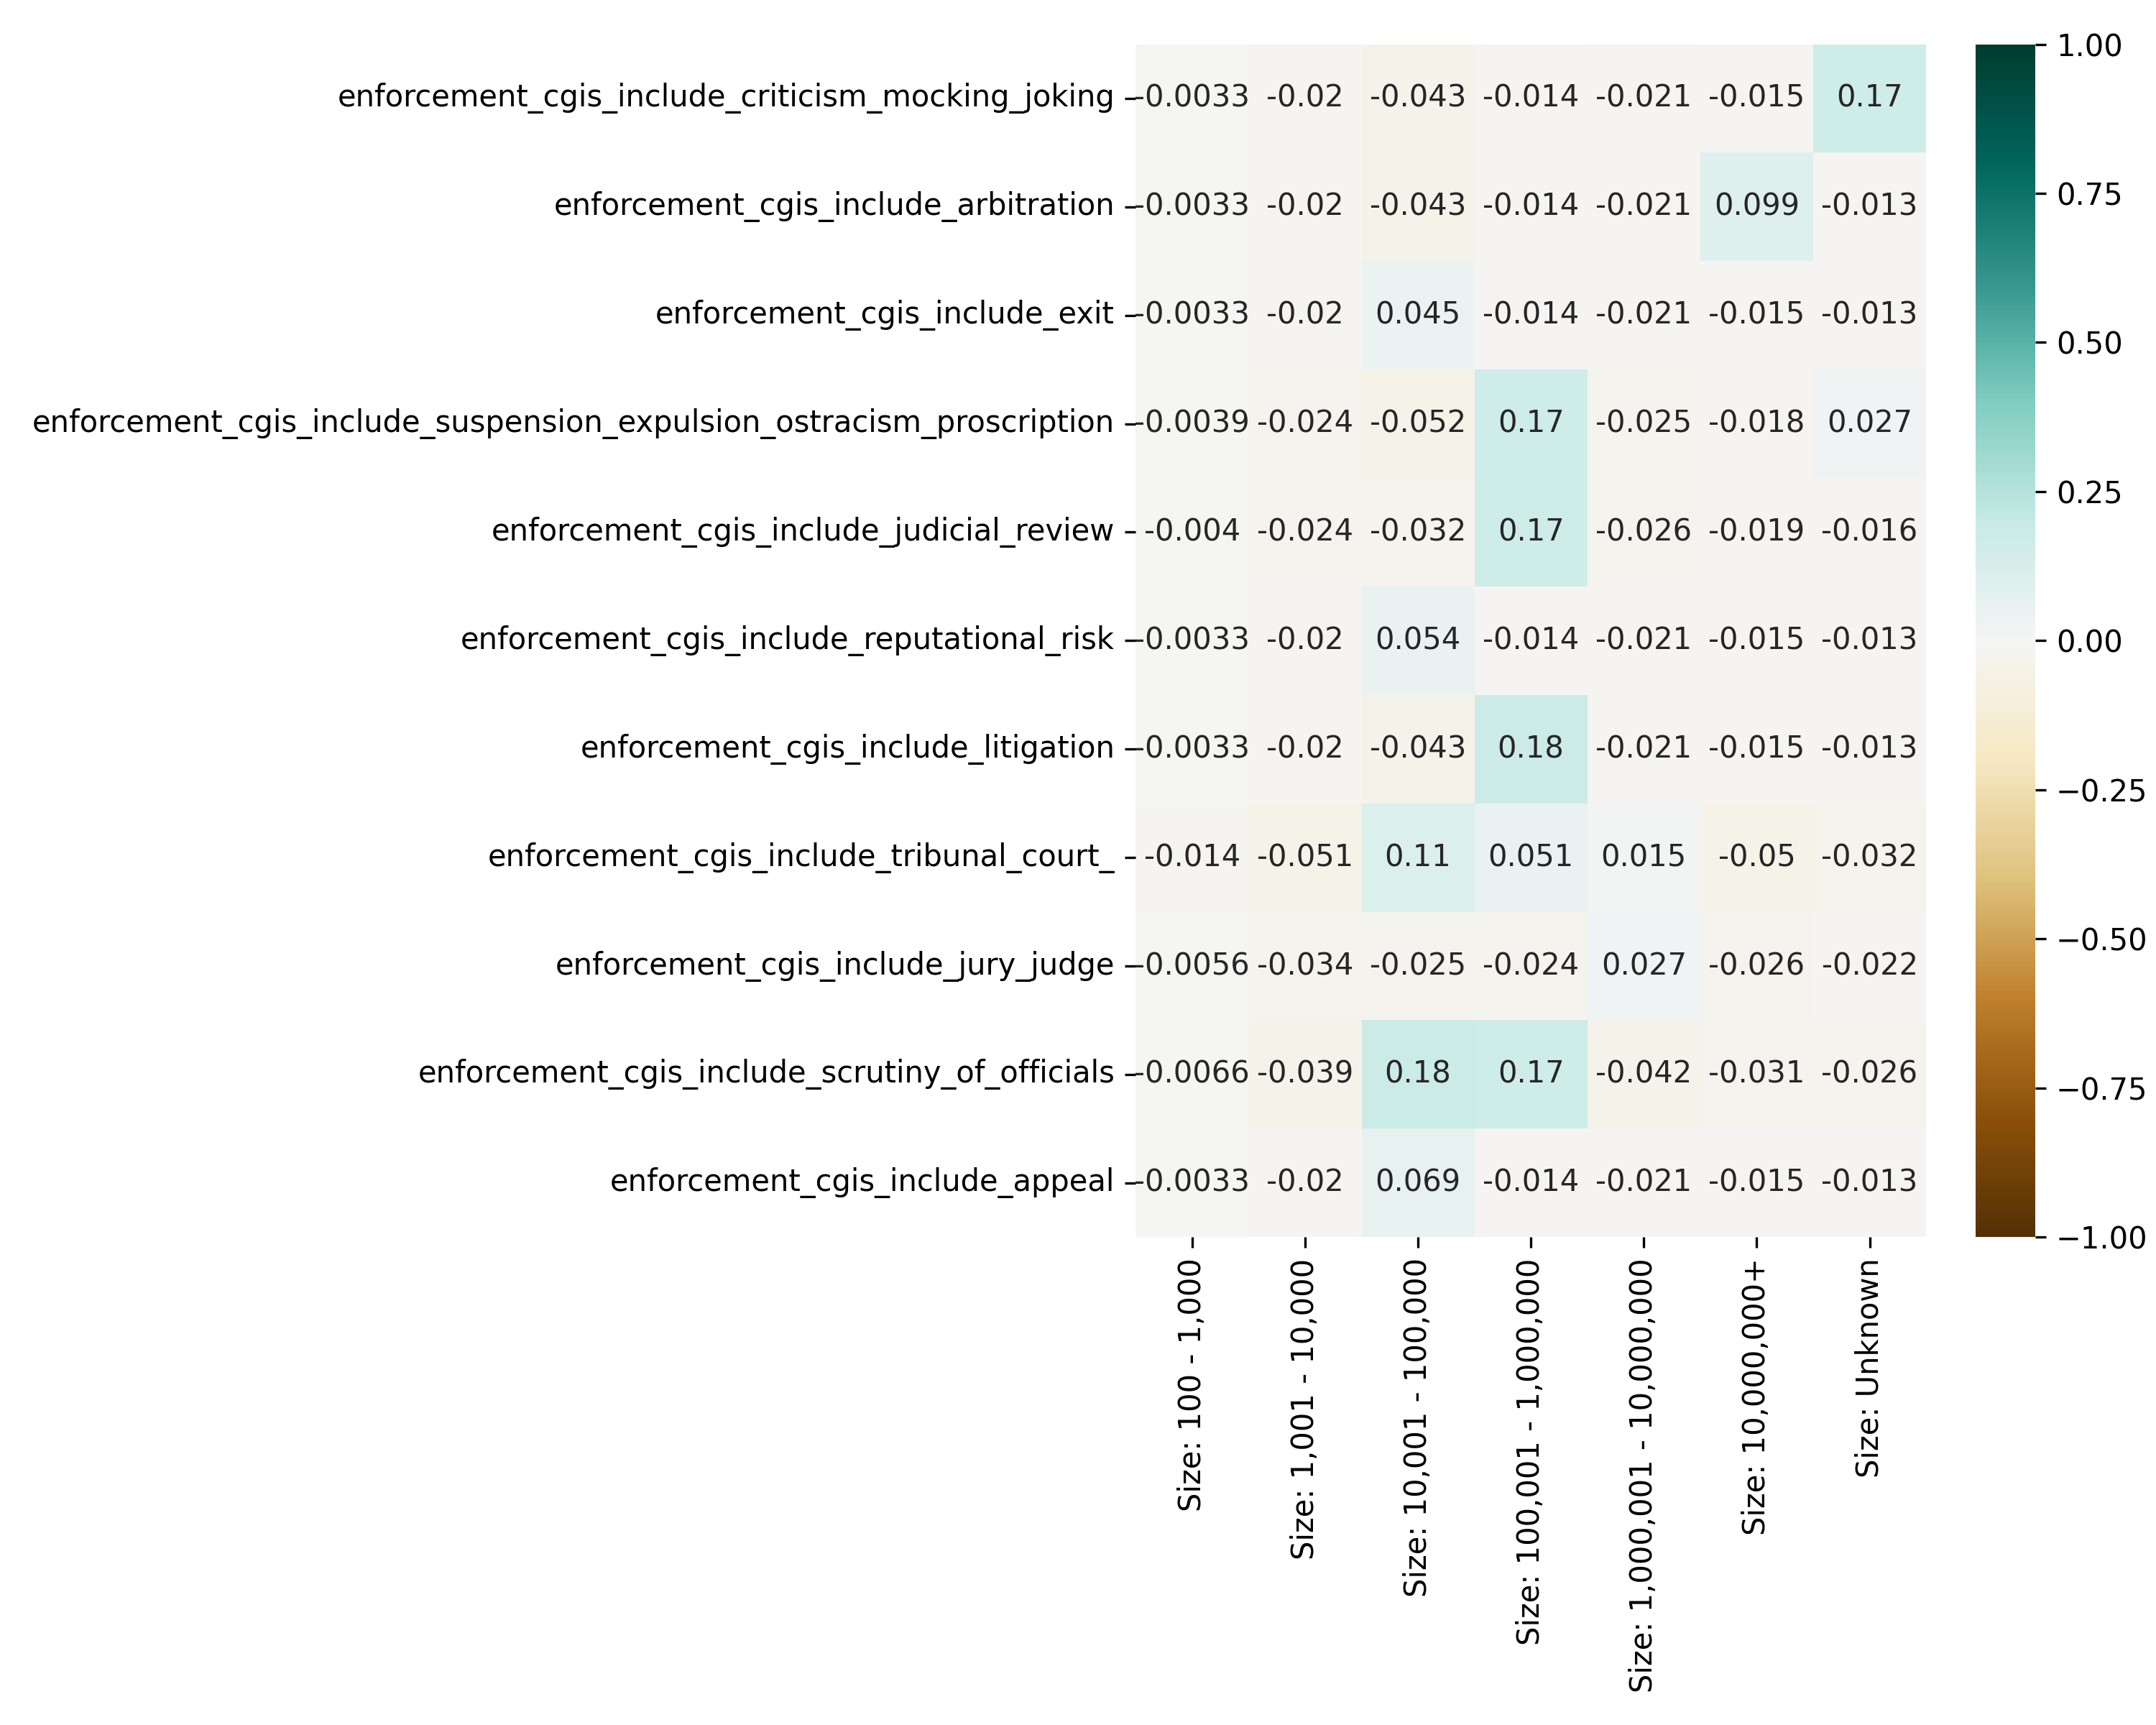 enforcement_cgis_include_criticism_mocking_joking -0.0033 -0.02 -0.043 -0.014 -0.021 -0.015 0.17
enforcement_cgis_include_arbitration -0.0033 -0.02 -0.043 -0.014 -0.021 0.099 -0.013
enforcement_cgis_include_exit -0.0033 -0.02 0.045 -0.014 -0.021 -0.015 -0.013
enforcement_cgis_include_suspension_expulsion_ostracism_proscription -0.0039 -0.024 -0.052 0.17 -0.025 -0.018 0.027
enforcement_cgis_include_judicial_review -0.004 -0.024 -0.032 0.17 -0.026 -0.019 -0.016
enforcement_cgis_include_reputational_risk -0.0033 -0.02 0.054 -0.014 -0.021 -0.015 -0.013
enforcement_cgis_include_litigation -0.0033 -0.02 -0.043 0.18 -0.021 -0.015 -0.013
enforcement_cgis_include_tribunal_court_ -0.014 -0.051 0.11 0.051 0.015 -0.05 -0.032
enforcement_cgis_include_jury_judge -0.0056 -0.034 -0.025 -0.024 0.027 -0.026 -0.022
enforcement_cgis_include_scrutiny_of_officials -0.0066 -0.039 0.18 0.17 -0.042 -0.031 -0.026
enforcement_cgis_include_appeal -0.0033 -0.02 0.069 -0.014 -0.021 -0.015 -0.013
Size: 100 - 1,000
Size: 1,001 - 10,000
Size: 10,001 - 100,000
Size: 100,001 - 1,000,000
Size: 1,000,001 - 10,000,000
Size: 10,000,000+
Size: Unknown
1.00
0.75
0.50
0.25
0.00
−0.25
−0.50
−0.75
−1.00